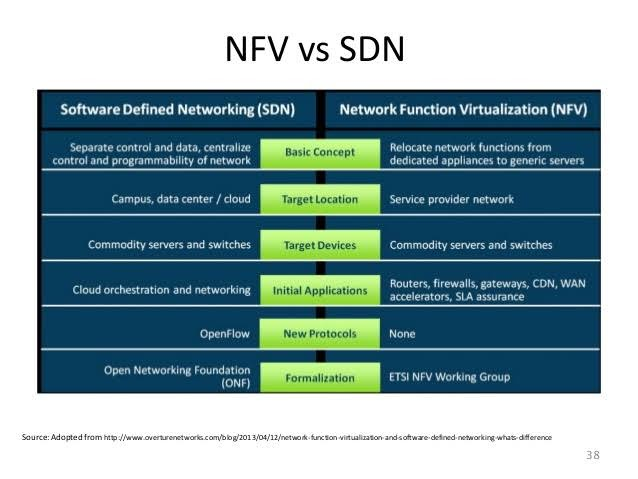 NFV vs SDN
Software Defined Networking (SDN)
Network Function Virtualization (NFV)
Separate control and data, centralize
control and programmability of network
Basic Concept
Relocate network functions from
dedicated appliances to generic servers
Campus, data center / cloud
Target Location
Service provider network
Commodity servers and switches
Target Devices
Commodity servers and switches
Cloud orchestration and networking
Initial Applications
Routers, firewalls, gateways, CDN, WAN
accelerators, SLA assurance
OpenFlow
New Protocols
None
Open Networking Foundation
(ONF)
Formalization
ETSI NFV Working Group
Source: Adopted from http://www.overturenetworks.com/blog/2013/04/12/network-function-virtualization-and-software-defined-networking-whats-difference
38